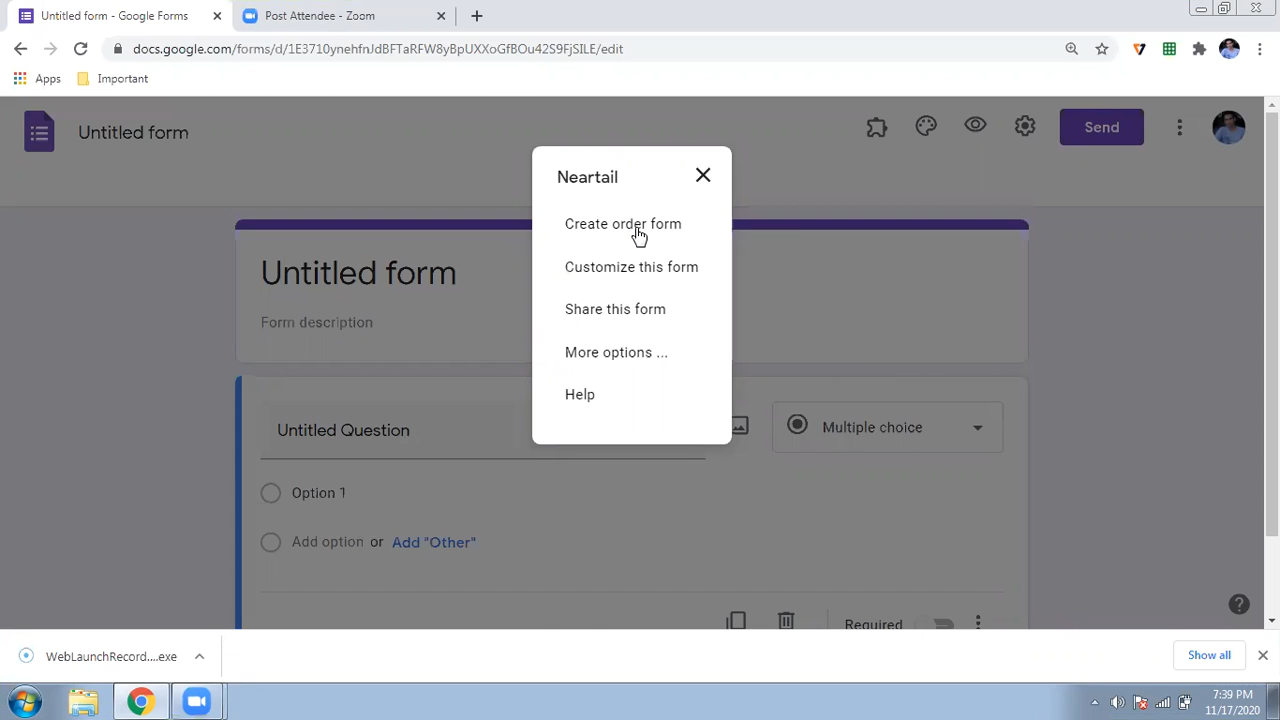 Untitled form - Google Forms
Post Attendee - Zoom
docs.google.com/forms/d/1E3710ynehfnJdBFTaRFW8yBpUXXoGfBOu42S9FjSILE/edit
Apps
Important
Untitled form
Send
Neartail
Create order form
Customize this form
Share this form
More options ...
Help
Untitled form
Form description
Untitled Question
Multiple choice
Option 1
Add option or Add "Other"
Required
WebLaunchRecord....exe
Show all
7:39 PM
11/17/2020